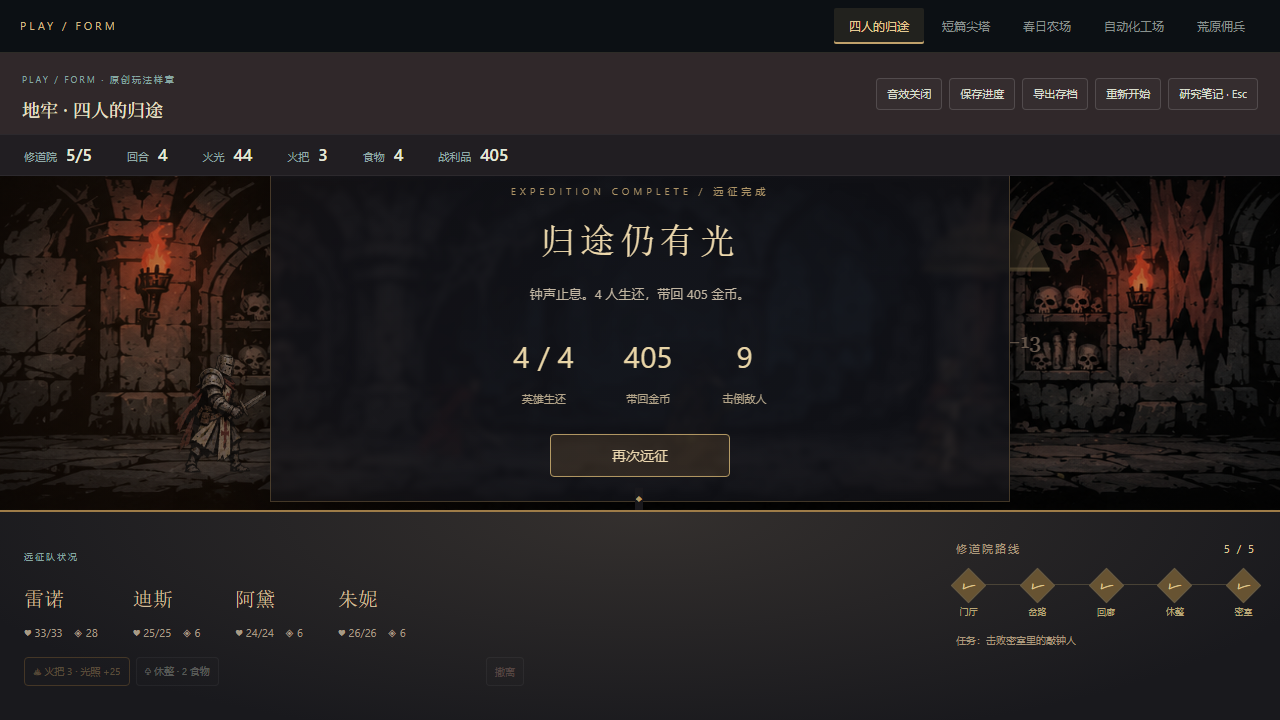 PLAY / FORM
四人的归途 短篇尖塔 春日农场 自动化工场 荒原佣兵
PLAY / FORM · 原创玩法样章
地牢 · 四人的归途
音效关闭 保存进度 导出存档 重新开始 研究笔记 · Esc
修道院 5/5 回合 4 火光 44 火把 3 食物 4 战利品 405
EXPEDITION COMPLETE / 远征完成
归途仍有光
钟声止息。4 人生还，带回 405 金币。
4 / 4 405 9
英雄生还 带回金币 击倒敌人
再次远征
−13
远征队状况
雷诺 迪斯 阿黛 朱妮
33/33 28 25/25 6 24/24 6 26/26 6
火把 3 · 光照 +25 休整 · 2 食物 撤离
修道院路线 5 / 5
门厅 岔路 回廊 休整 密室
任务：击败密室里的敲钟人